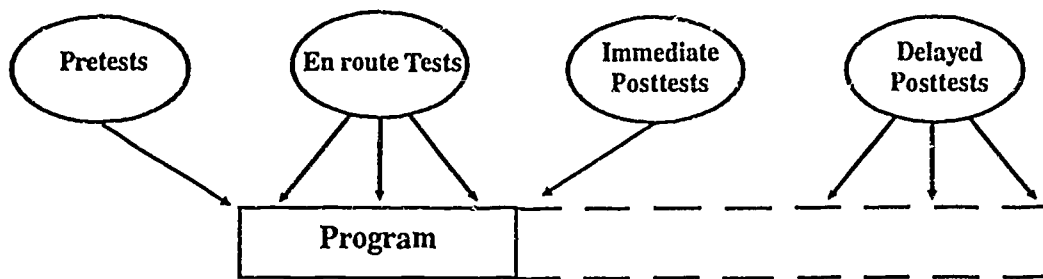 Pretests
En route Tests
Immediate
Posttests
Delayed
Posttests
Program